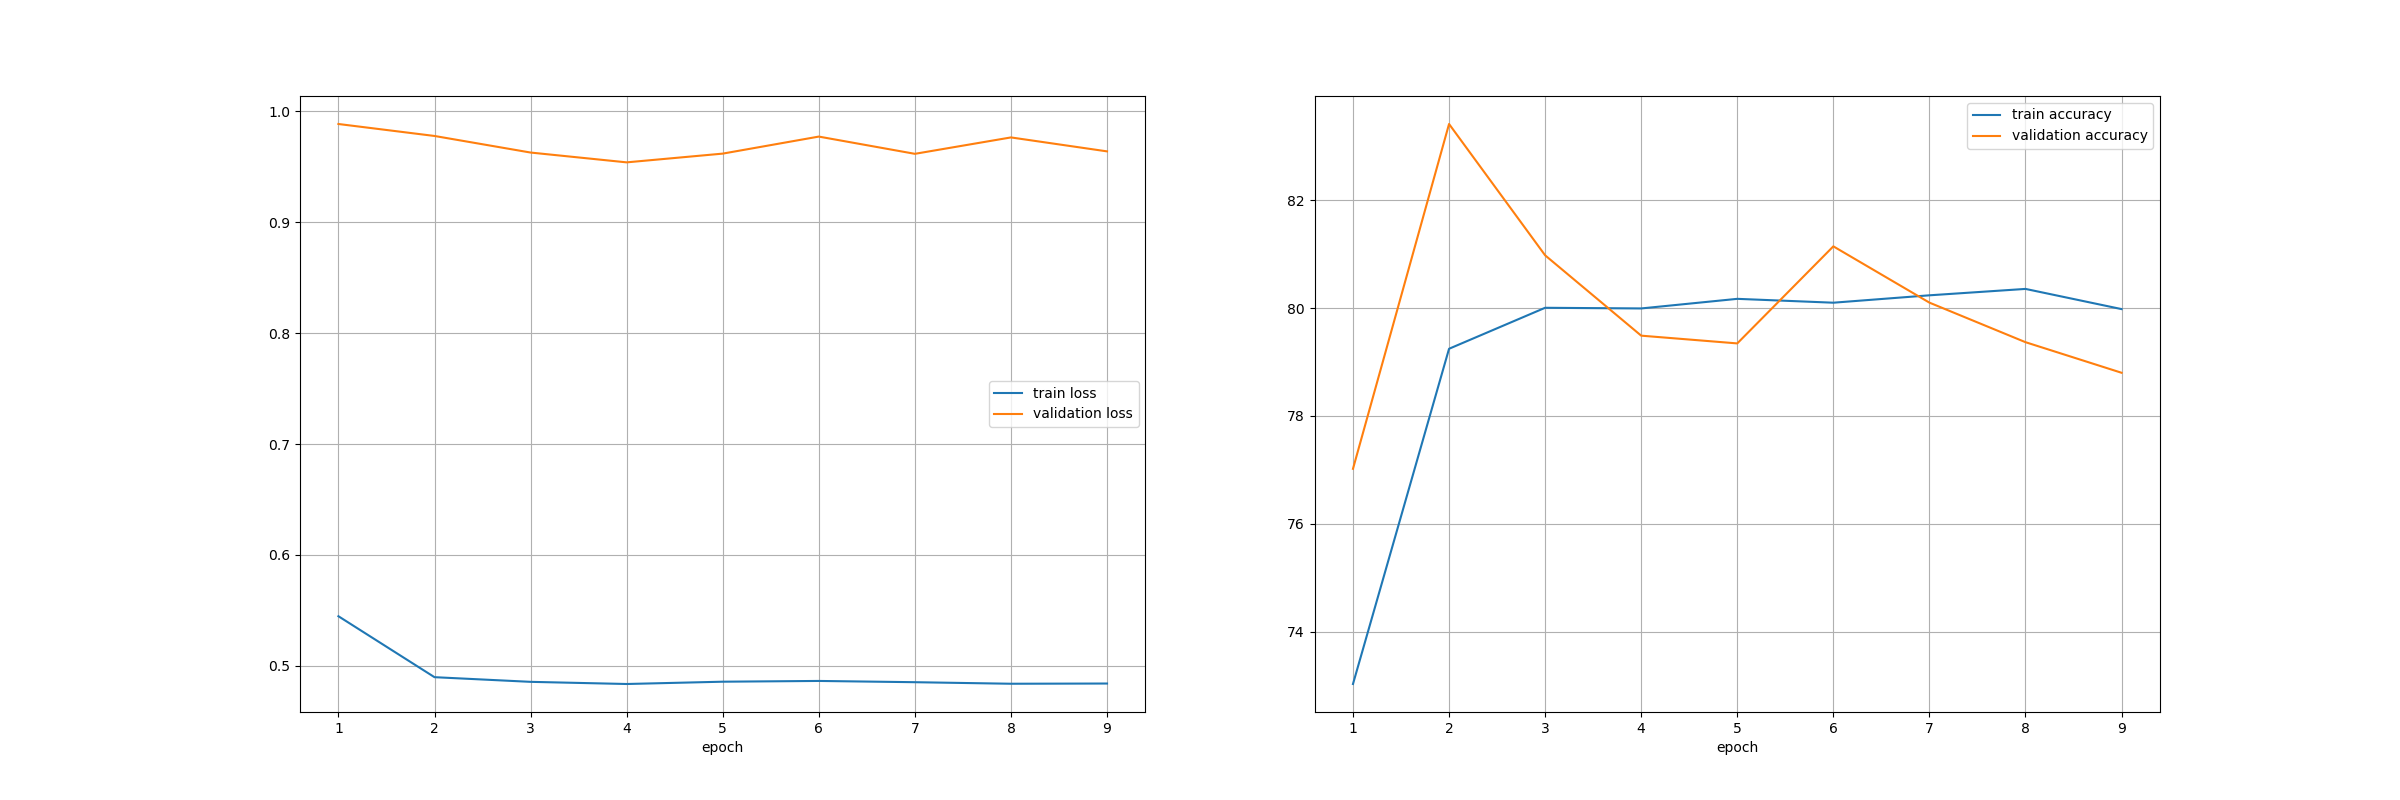 1.0
0.9
0.8
0.7
0.6
0.5
1 2 3 4 5 6 7 8 9
epoch
train loss
validation loss
82
80
78
76
74
1 2 3 4 5 6 7 8 9
epoch
train accuracy
validation accuracy